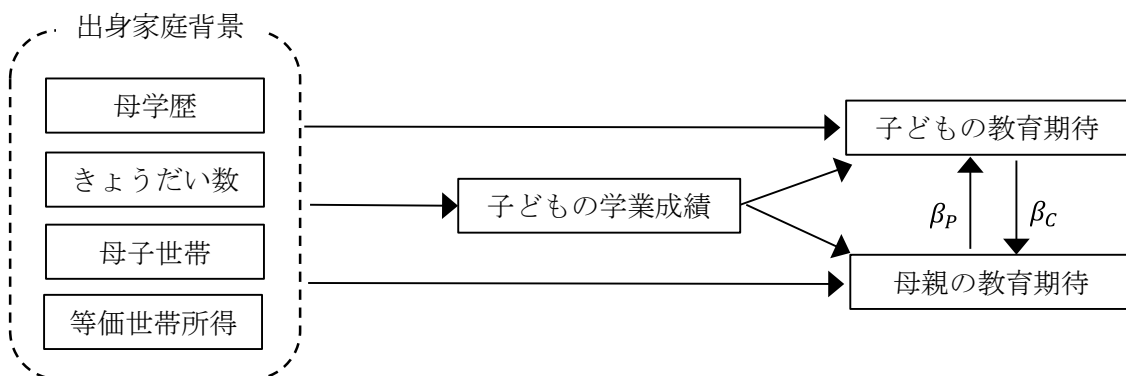 出身家庭背景
母学歴
きょうだい数
母子世帯
等価世帯所得
子どもの学業成績
子どもの教育期待
β_P
β_C
母親の教育期待